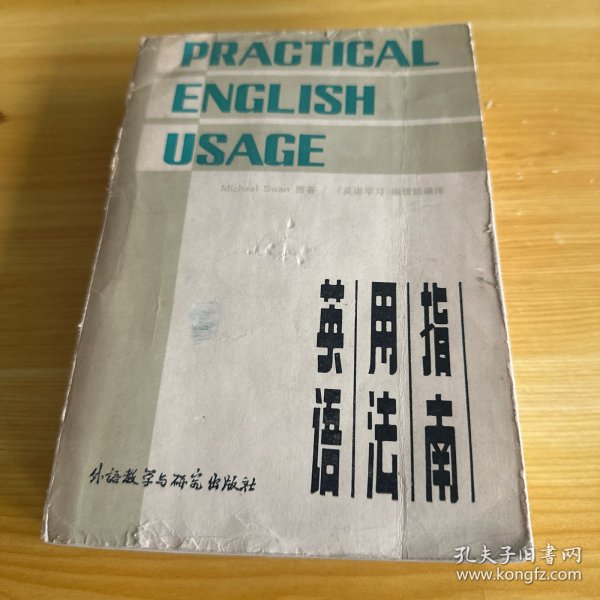 PRACTICAL
ENGLISH
USAGE
Michael Swan 原著 《英语学习》编辑部编译
英语
用法
指南
外语教学与研究出版社
孔夫子旧书网
www.kongfz.com